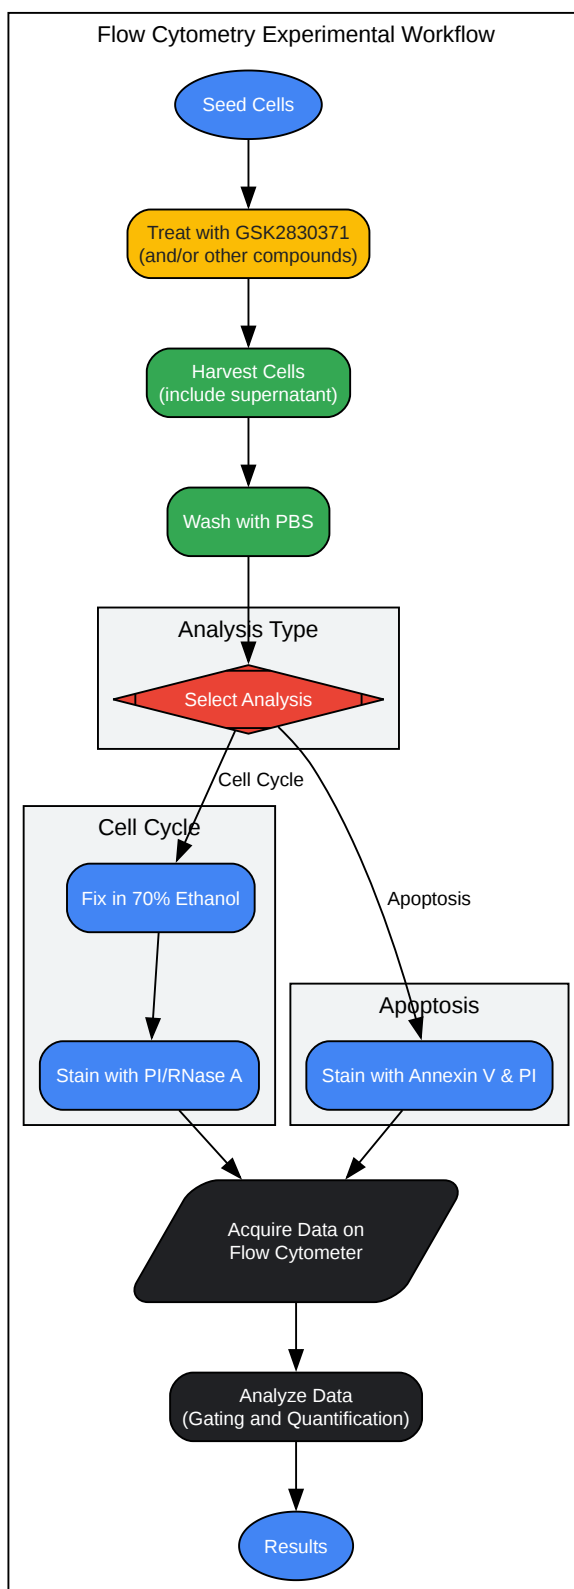 Flow Cytometry Experimental Workflow
Seed Cells
Treat with GSK2830371
(and/or other compounds)
Harvest Cells
(include supernatant)
Wash with PBS
Analysis Type
Select Analysis
Cell Cycle
Cell Cycle
Fix in 70% Ethanol
Apoptosis
Apoptosis
Stain with PI/RNase A
Stain with Annexin V & PI
Acquire Data on
Flow Cytometer
Analyze Data
(Gating and Quantification)
Results